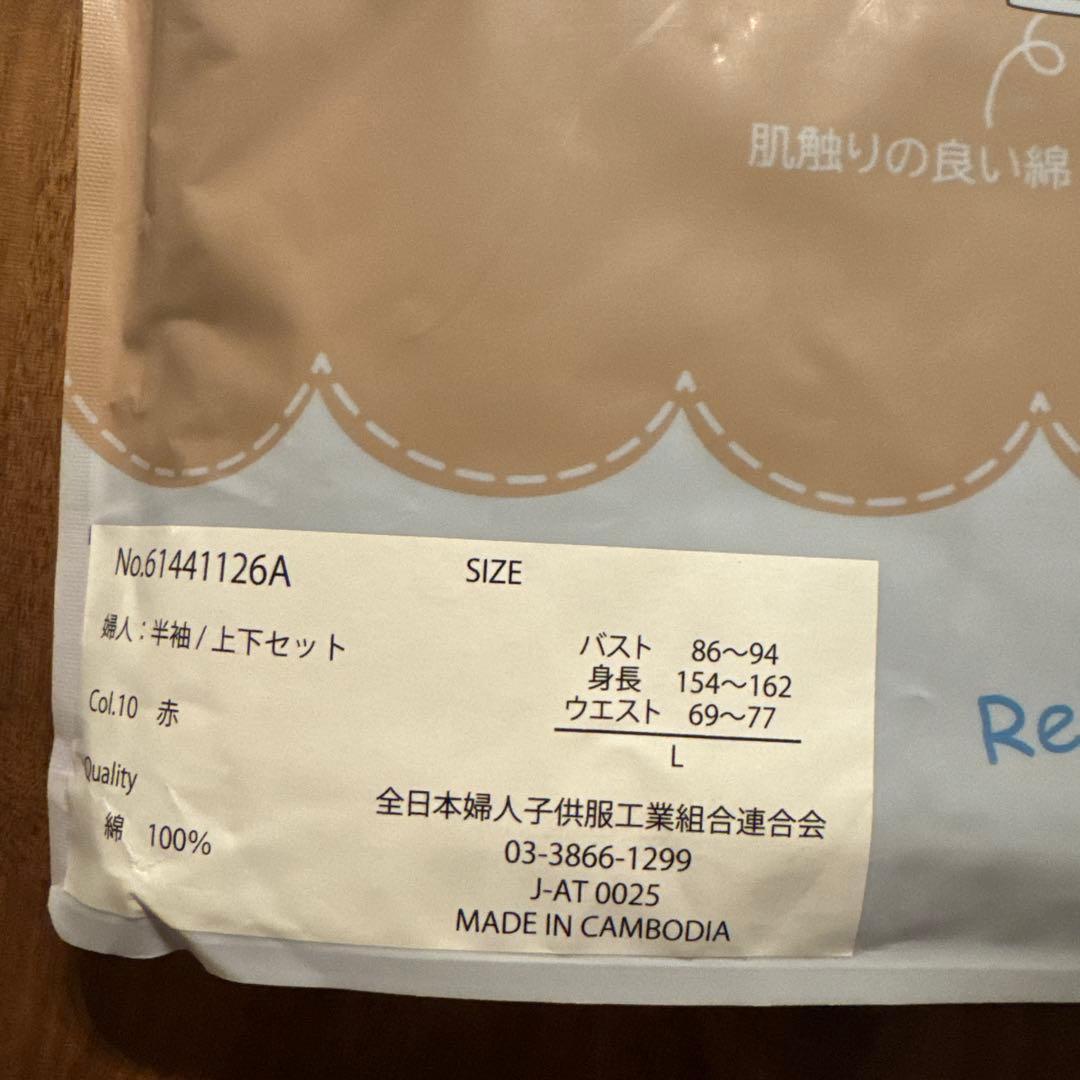 肌触りの良い綿
No.61441126A
SIZE
婦人：半袖/上下セット
バスト 86～94
身長 154～162
ウエスト 69～77
L
Col.10 赤
Quality
綿 100%
全日本婦人子供服工業組合連合会
03-3866-1299
J-AT 0025
MADE IN CAMBODIA
Re